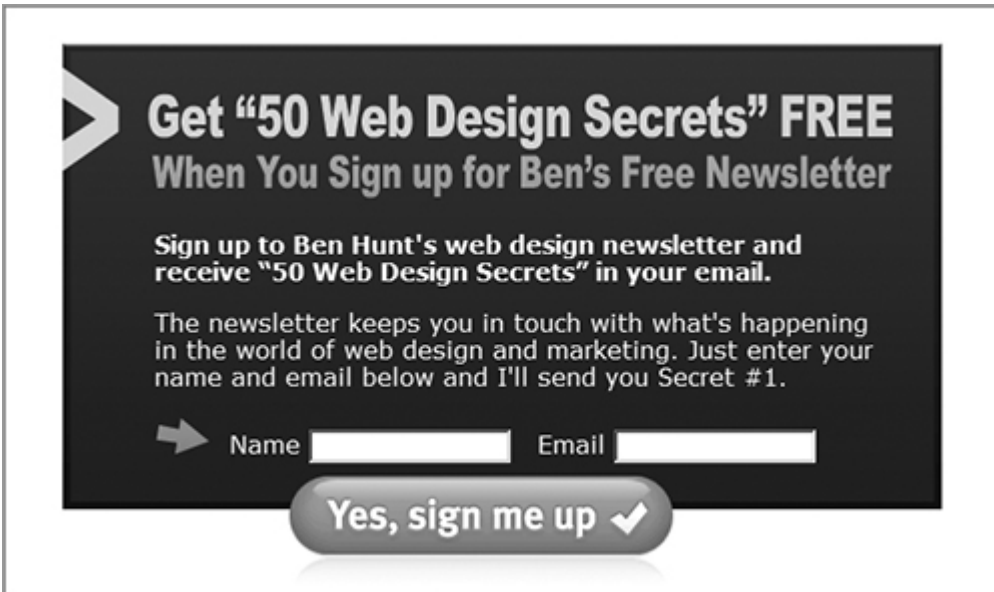 Get “50 Web Design Secrets” FREE
When You Sign up for Ben’s Free Newsletter
Sign up to Ben Hunt's web design newsletter and
receive “50 Web Design Secrets” in your email.
The newsletter keeps you in touch with what's happening
in the world of web design and marketing. Just enter your
name and email below and I'll send you Secret #1.
Name Email
Yes, sign me up